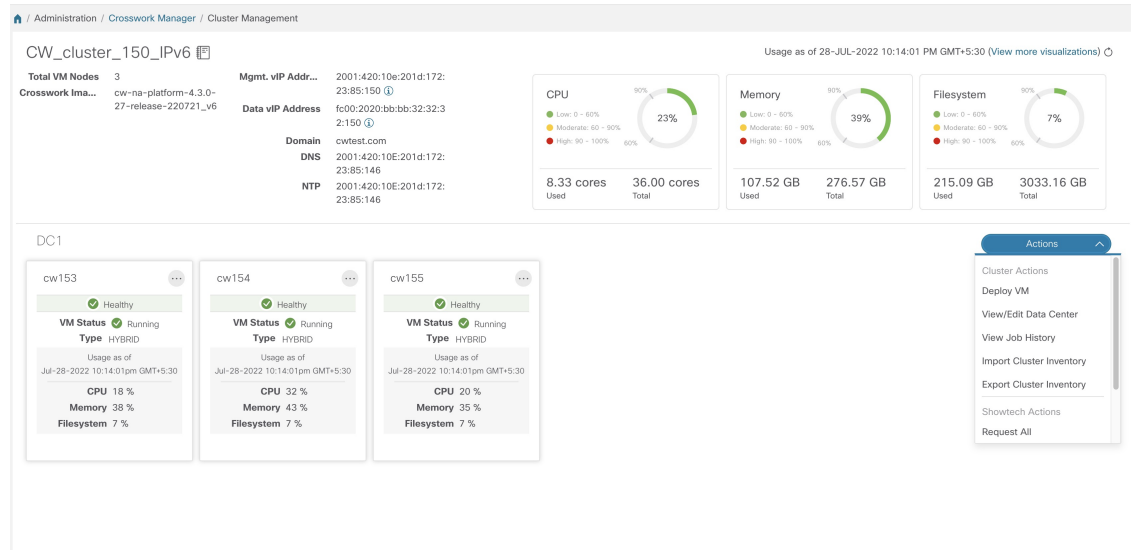 / Administration / Crosswork Manager / Cluster Management
CW_cluster_150_IPv6
Usage as of 28-JUL-2022 10:14:01 PM GMT+5:30 (View more visualizations)
Total VM Nodes 3
Crosswork Ima... cw-na-platform-4.3.0-
27-release-220721_v6
Mgmt. vIP Addr... 2001:420:10e:201d:172:
23:85:150
Data vIP Address fc00:2020:bb:bb:32:32:3
2:150
Domain cwtest.com
DNS 2001:420:10E:201d:172:
23:85:146
NTP 2001:420:10E:201d:172:
23:85:146
CPU
Low: 0 - 60%
Moderate: 60 - 90%
High: 90 - 100%
90%
23%
60%
8.33 cores 36.00 cores
Used Total
Memory
Low: 0 - 60%
Moderate: 60 - 90%
High: 90 - 100%
90%
39%
60%
107.52 GB 276.57 GB
Used Total
Filesystem
Low: 0 - 60%
Moderate: 60 - 90%
High: 90 - 100%
90%
7%
60%
215.09 GB 3033.16 GB
Used Total
DC1
cw153 ...
Healthy
VM Status Running
Type HYBRID
Usage as of
Jul-28-2022 10:14:01pm GMT+5:30
CPU 18 %
Memory 38 %
Filesystem 7 %
cw154 ...
Healthy
VM Status Running
Type HYBRID
Usage as of
Jul-28-2022 10:14:01pm GMT+5:30
CPU 32 %
Memory 43 %
Filesystem 7 %
cw155 ...
Healthy
VM Status Running
Type HYBRID
Usage as of
Jul-28-2022 10:14:01pm GMT+5:30
CPU 20 %
Memory 35 %
Filesystem 7 %
Actions
Cluster Actions
Deploy VM
View/Edit Data Center
View Job History
Import Cluster Inventory
Export Cluster Inventory
Showtech Actions
Request All